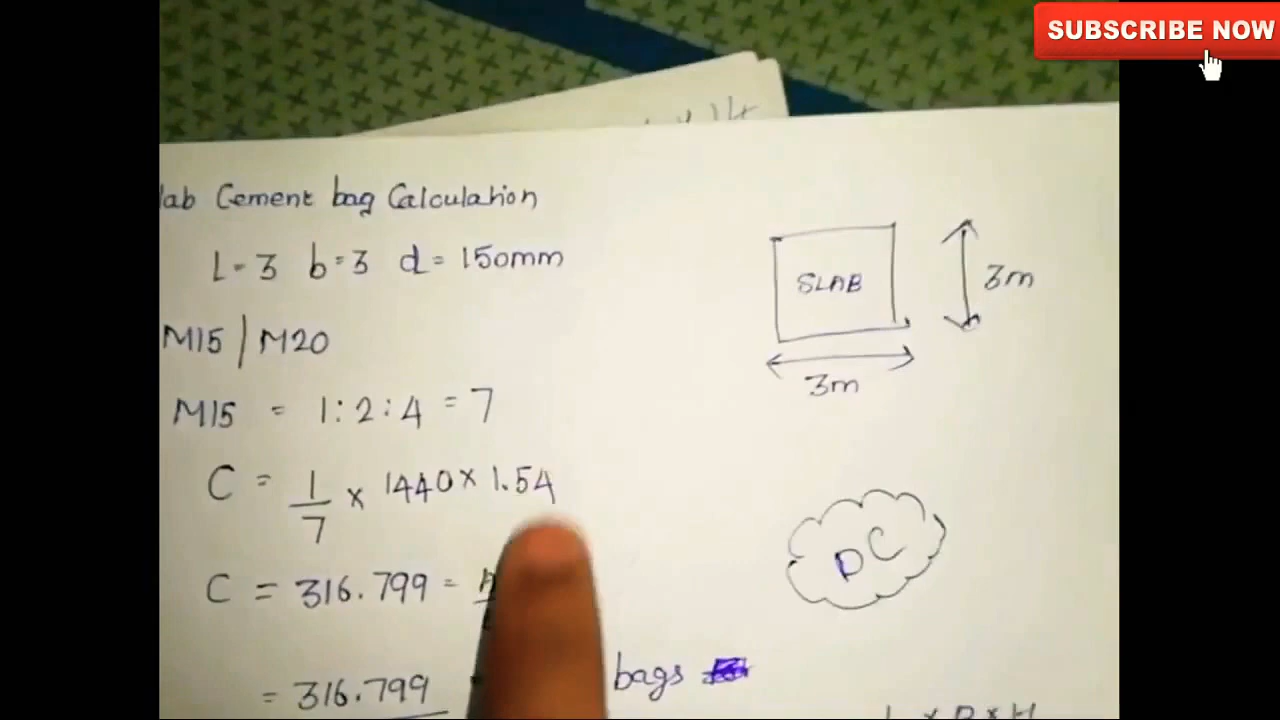 SUBSCRIBE NOW
lab Cement bag Calculation
L = 3 b = 3 d = 150mm
SLAB
3m
3m
M15 | M20
M15 = 1:2:4 = 7
C = 1/7 × 1440 × 1.54
DC
C = 316.799 =
= 316.799
bags
L × B × H